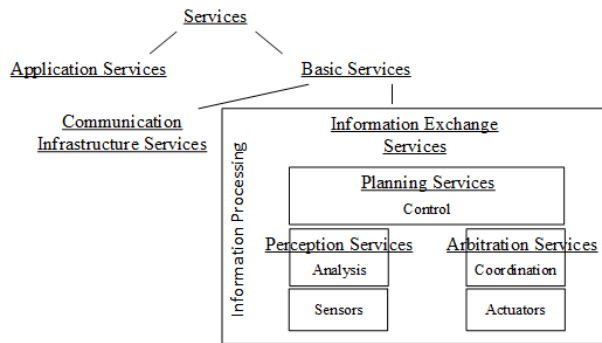 Services
Application Services
Basic Services
Communication
Infrastructure Services
Information Exchange
Services
Information Processing
Planning Services
Control
Perception Services
Arbitration Services
Analysis
Coordination
Sensors
Actuators